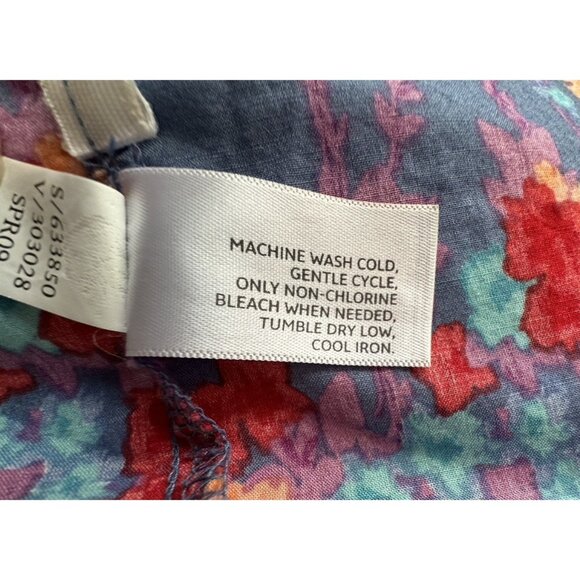 S/633850
V/303028
SPR09
MACHINE WASH COLD,
GENTLE CYCLE,
ONLY NON-CHLORINE
BLEACH WHEN NEEDED,
TUMBLE DRY LOW,
COOL IRON.